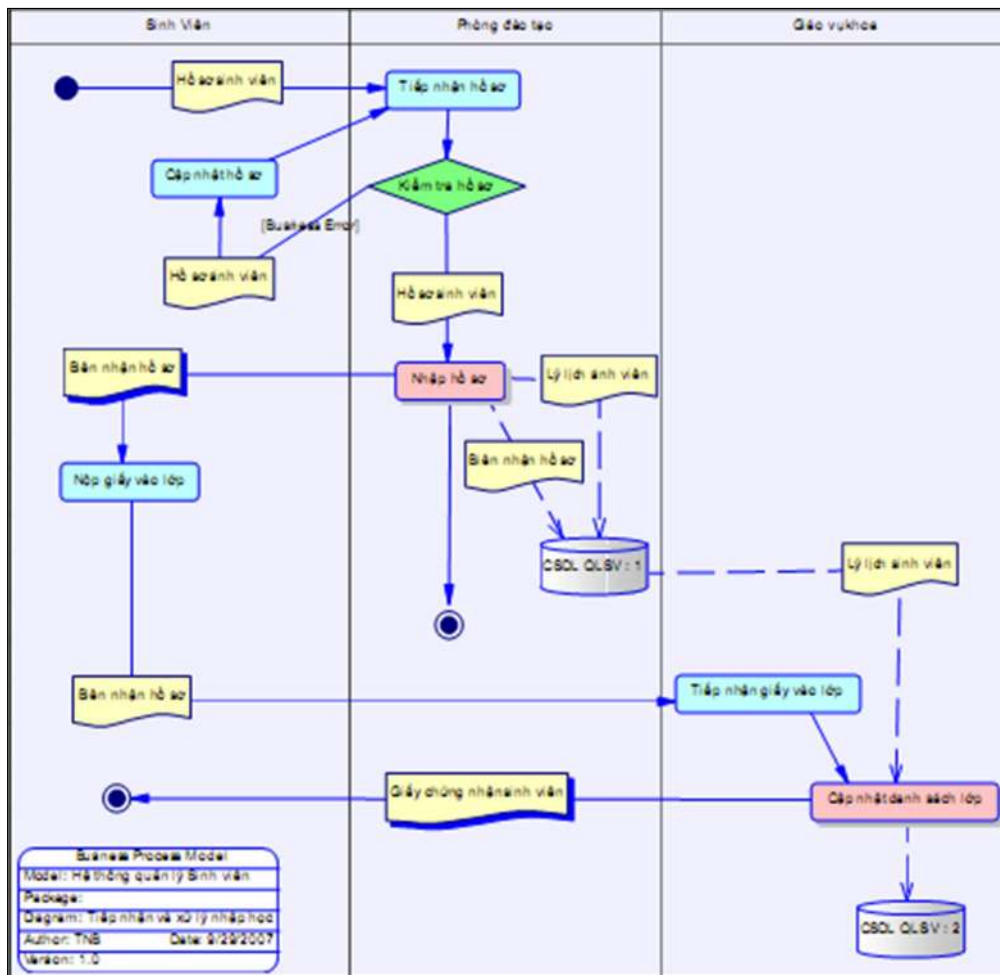 Sinh Viên
Phòng đào tạo
Giáo vụ khoa
Hồ sơ sinh viên
Tiếp nhận hồ sơ
Cập nhật hồ sơ
Kiểm tra hồ sơ
[Business Error]
Hồ sơ sinh viên
Hồ sơ sinh viên
Biên nhận hồ sơ
Nhập hồ sơ
Lý lịch sinh viên
Biên nhận hồ sơ
Nộp giấy vào lớp
CSDL QLSV : 1
Lý lịch sinh viên
Biên nhận hồ sơ
Tiếp nhận giấy vào lớp
Giấy chứng nhận sinh viên
Cập nhật danh sách lớp
Business Process Model
Model: Hệ thống quản lý Sinh viên
Package:
Diagram: Tiếp nhận và xử lý nhập học
Author: TNB Date: 9/29/2007
Version: 1.0
CSDL QLSV : 2